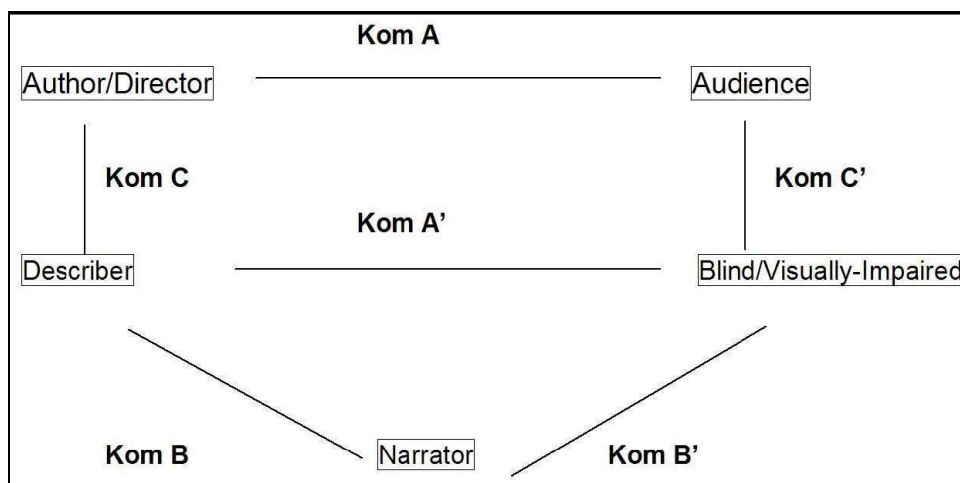 Kom A
Author/Director Audience
Kom C Kom C’
Kom A’
Describer Blind/Visually-Impaired
Kom B Narrator Kom B’